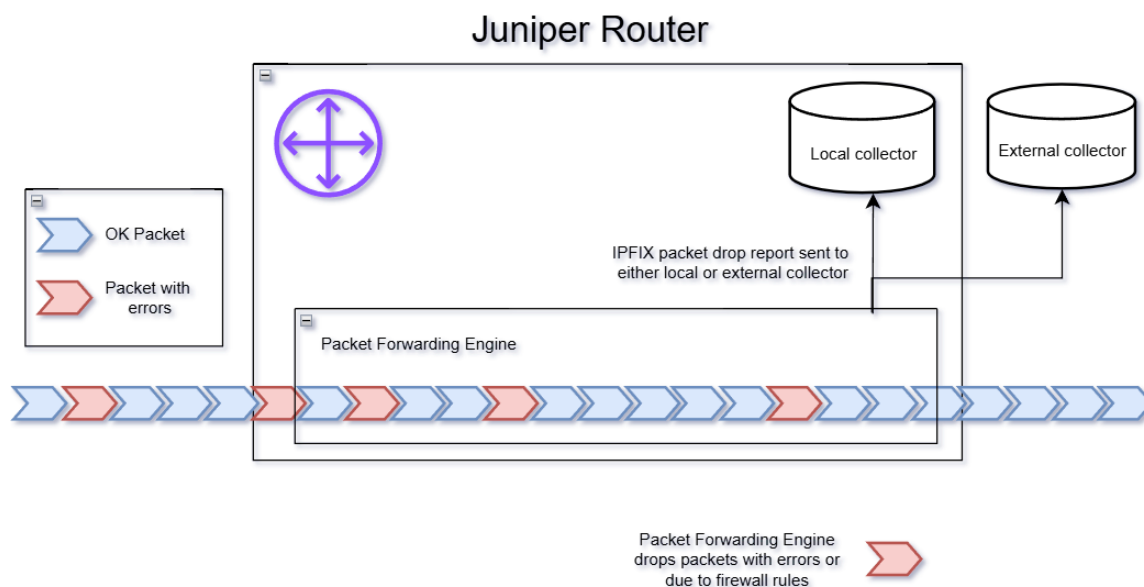 Juniper Router
Local collector
External collector
OK Packet
Packet with
errors
IPFIX packet drop report sent to
either local or external collector
Packet Forwarding Engine
Packet Forwarding Engine
drops packets with errors or
due to firewall rules